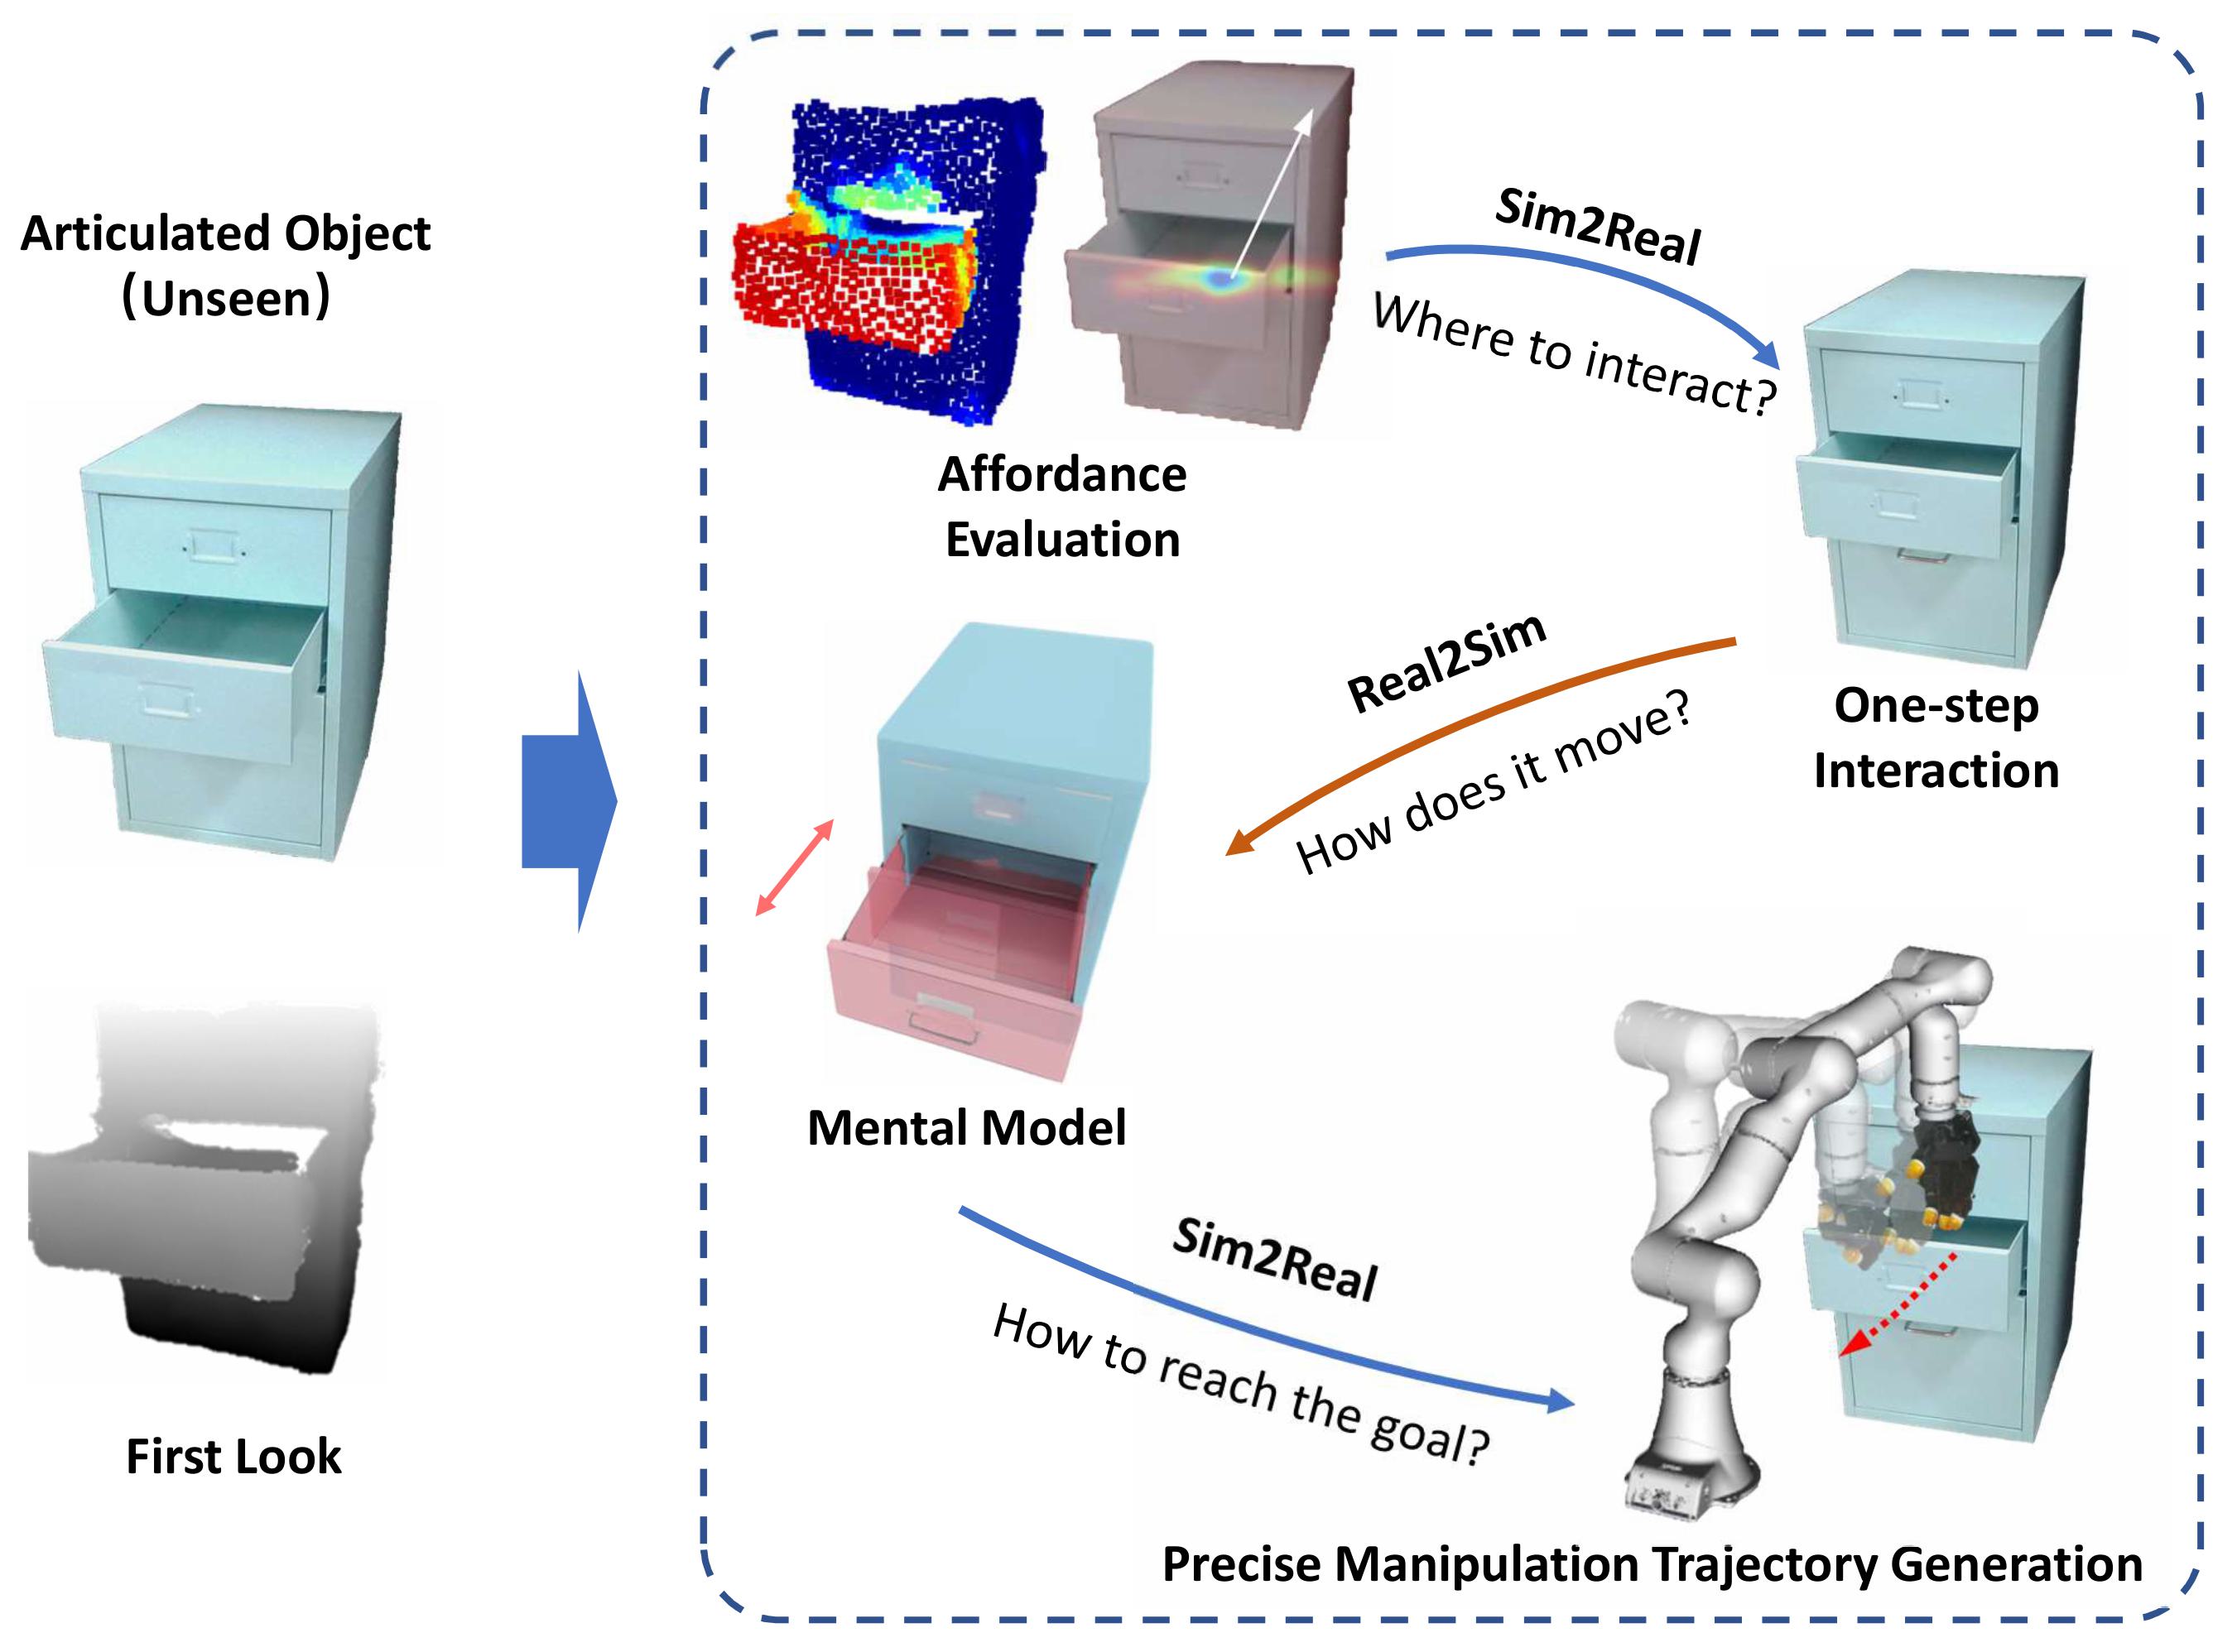 Articulated Object
(Unseen)
First Look
Affordance
Evaluation
Sim2Real
Where to interact?
One-step
Interaction
Real2Sim
How does it move?
Mental Model
Sim2Real
How to reach the goal?
Precise Manipulation Trajectory Generation